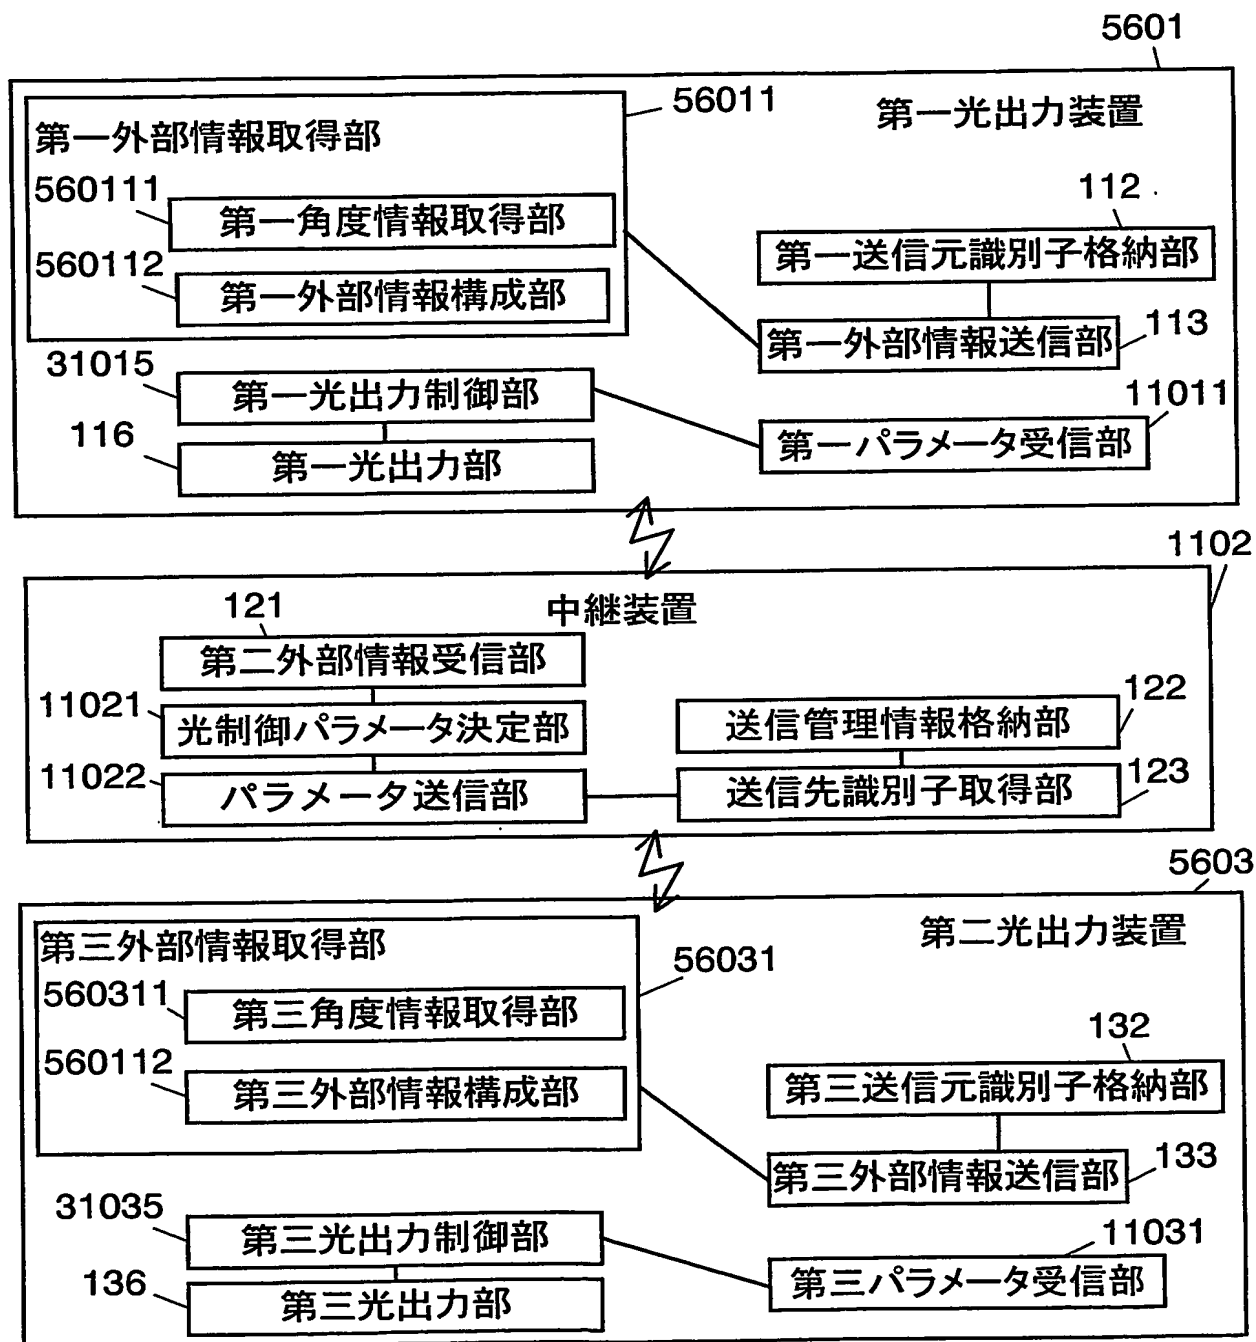 5601
56011
第一光出力装置
第一外部情報取得部
560111
第一角度情報取得部
112
第一送信元識別子格納部
560112
第一外部情報構成部
第一外部情報送信部
113
31015
第一光出力制御部
11011
第一パラメータ受信部
116
第一光出力部
1102
中継装置
121
第二外部情報受信部
11021
光制御パラメータ決定部
送信管理情報格納部
122
11022
パラメータ送信部
送信先識別子取得部
123
5603
第二光出力装置
第三外部情報取得部
56031
560311
第三角度情報取得部
132
第三送信元識別子格納部
560112
第三外部情報構成部
第三外部情報送信部
133
31035
第三光出力制御部
11031
第三パラメータ受信部
136
第三光出力部